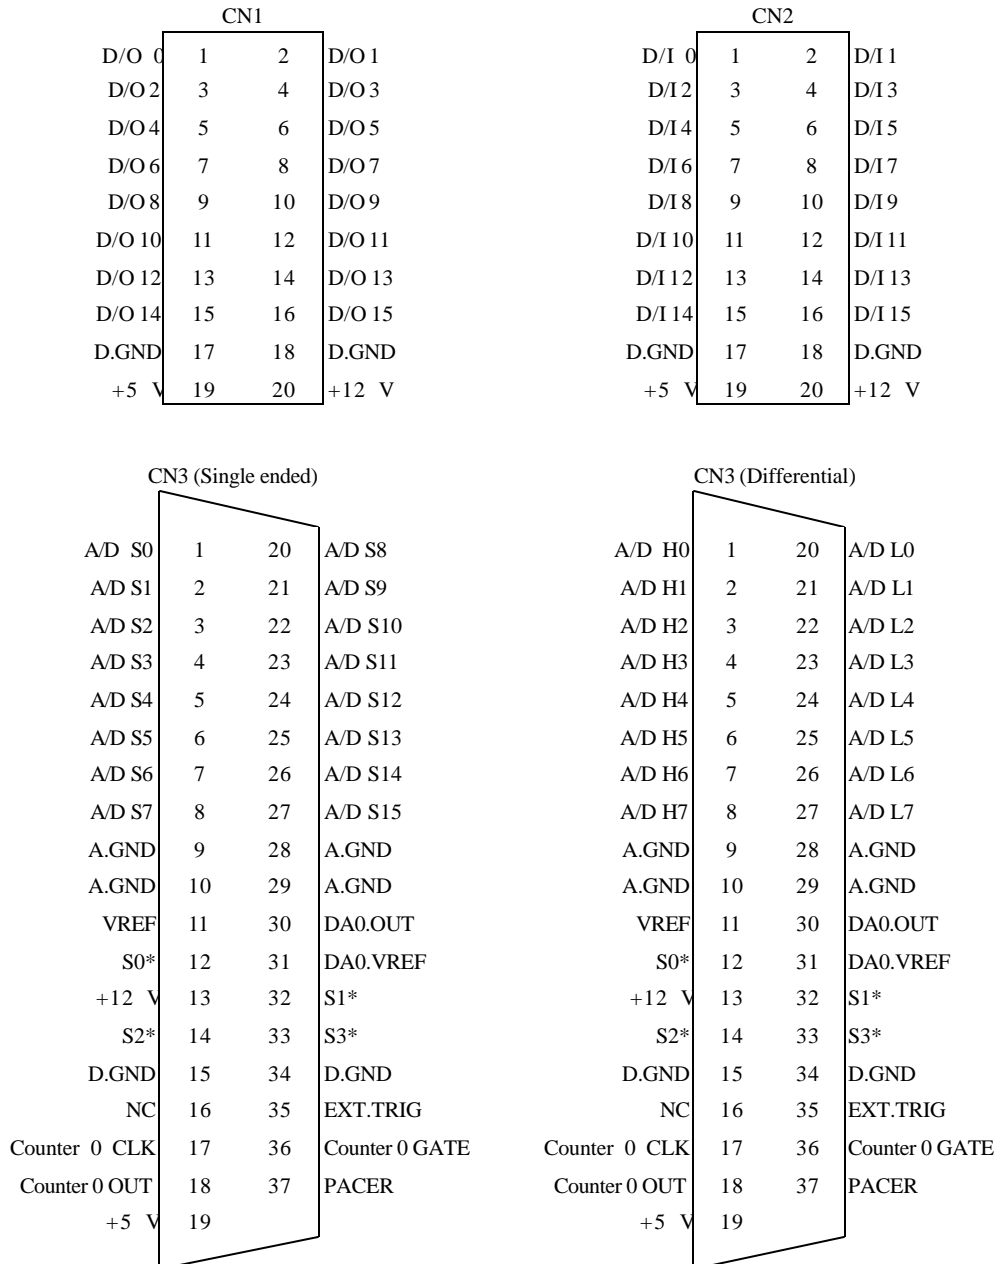 CN1
D/O 0 1 2 D/O 1
D/O 2 3 4 D/O 3
D/O 4 5 6 D/O 5
D/O 6 7 8 D/O 7
D/O 8 9 10 D/O 9
D/O 10 11 12 D/O 11
D/O 12 13 14 D/O 13
D/O 14 15 16 D/O 15
D.GND 17 18 D.GND
+5 V 19 20 +12 V
CN2
D/I 0 1 2 D/I 1
D/I 2 3 4 D/I 3
D/I 4 5 6 D/I 5
D/I 6 7 8 D/I 7
D/I 8 9 10 D/I 9
D/I 10 11 12 D/I 11
D/I 12 13 14 D/I 13
D/I 14 15 16 D/I 15
D.GND 17 18 D.GND
+5 V 19 20 +12 V
CN3 (Single ended)
A/D S0 1 20 A/D S8
A/D S1 2 21 A/D S9
A/D S2 3 22 A/D S10
A/D S3 4 23 A/D S11
A/D S4 5 24 A/D S12
A/D S5 6 25 A/D S13
A/D S6 7 26 A/D S14
A/D S7 8 27 A/D S15
A.GND 9 28 A.GND
A.GND 10 29 A.GND
VREF 11 30 DA0.OUT
S0* 12 31 DA0.VREF
+12 V 13 32 S1*
S2* 14 33 S3*
D.GND 15 34 D.GND
NC 16 35 EXT.TRIG
Counter 0 CLK 17 36 Counter 0 GATE
Counter 0 OUT 18 37 PACER
+5 V 19
CN3 (Differential)
A/D H0 1 20 A/D L0
A/D H1 2 21 A/D L1
A/D H2 3 22 A/D L2
A/D H3 4 23 A/D L3
A/D H4 5 24 A/D L4
A/D H5 6 25 A/D L5
A/D H6 7 26 A/D L6
A/D H7 8 27 A/D L7
A.GND 9 28 A.GND
A.GND 10 29 A.GND
VREF 11 30 DA0.OUT
S0* 12 31 DA0.VREF
+12 V 13 32 S1*
S2* 14 33 S3*
D.GND 15 34 D.GND
NC 16 35 EXT.TRIG
Counter 0 CLK 17 36 Counter 0 GATE
Counter 0 OUT 18 37 PACER
+5 V 19